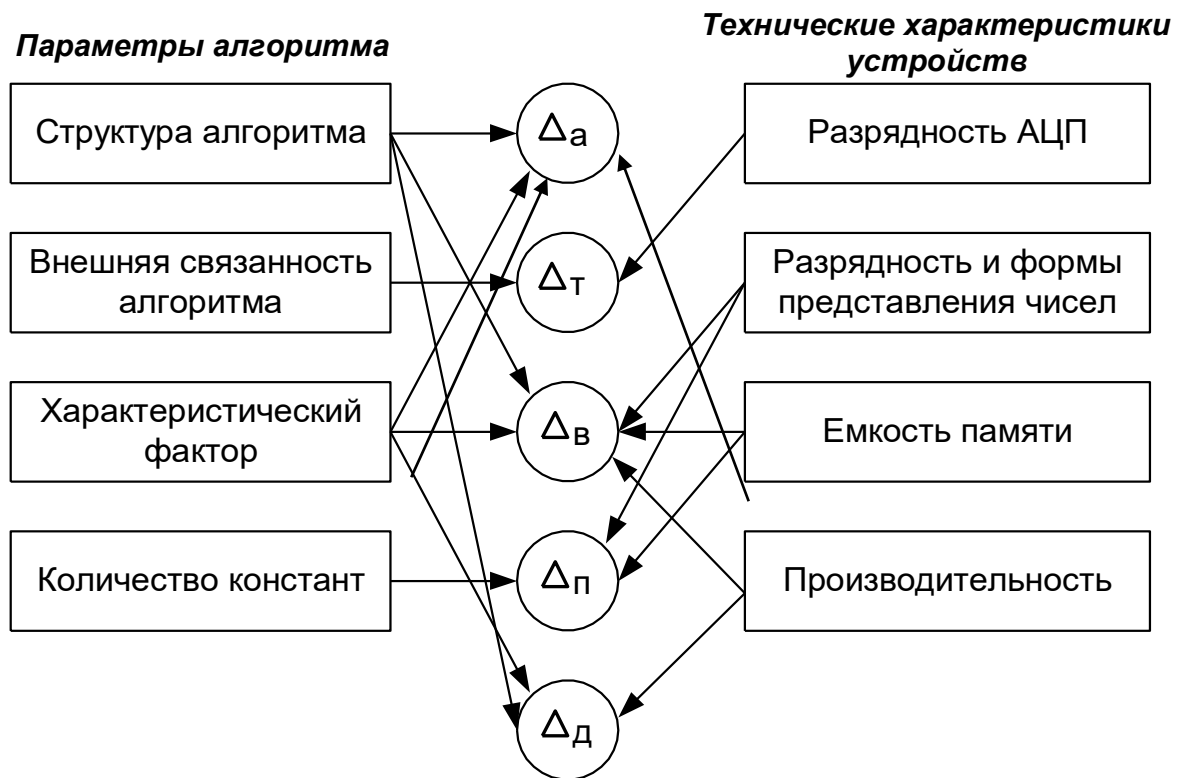 Параметры алгоритма
Технические характеристики
устройств
Структура алгоритма
Δа
Разрядность АЦП
Внешняя связанность
алгоритма
Δт
Разрядность и формы
представления чисел
Характеристический
фактор
Δв
Емкость памяти
Количество констант
Δп
Производительность
Δд